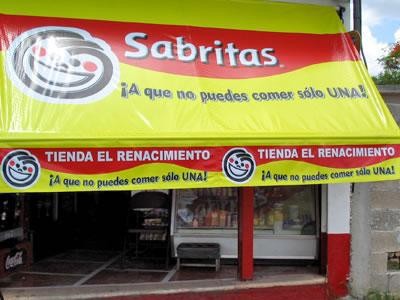 Sabritas
¡A que no puedes comer sólo UNA!
TIENDA EL RENACIMIENTO
¡A que no puedes comer sólo UNA!
TIENDA EL RENACIMIENTO
¡A que no puedes comer sólo UNA!
Coca